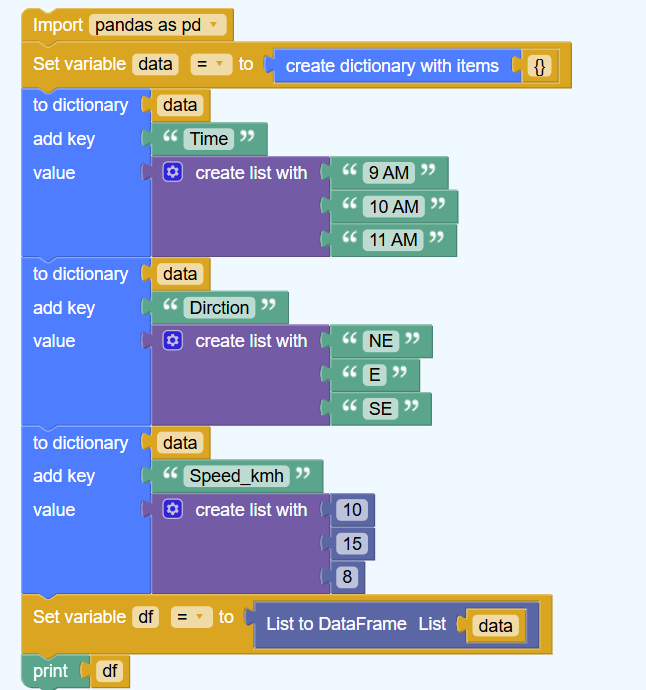 Import pandas as pd
Set variable data = to create dictionary with items {}
to dictionary data
add key “ Time ”
value create list with “ 9 AM ”
“ 10 AM ”
“ 11 AM ”
to dictionary data
add key “ Dirction ”
value create list with “ NE ”
“ E ”
“ SE ”
to dictionary data
add key “ Speed_kmh ”
value create list with 10
15
8
Set variable df = to List to DataFrame List data
print df